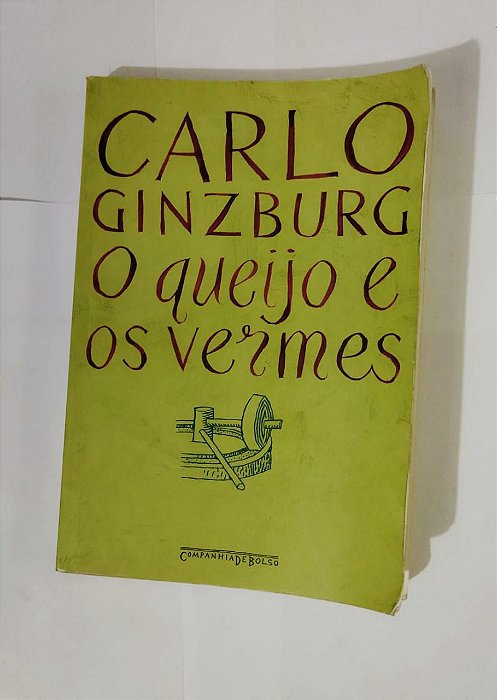 CARLO
GINZBURG
O queijo e
os vermes
COMPANHIA DE BOLSO